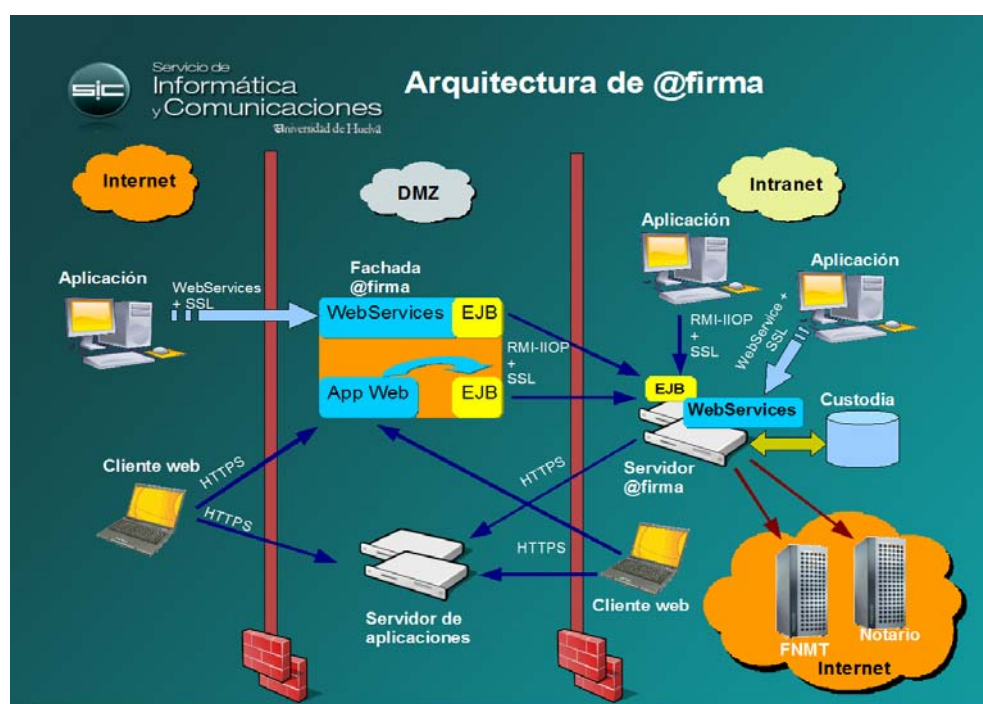 sic
Servicio de
Informática
y Comunicaciones
Universidad de Huelva
Arquitectura de @firma
Internet
DMZ
Intranet
Aplicación
Aplicación
Aplicación
WebServices
+ SSL
Fachada
@firma
WebServices
EJB
App Web
EJB
RMI-IIOP
+
SSL
RMI-IIOP
+
SSL
WebService +
SSL
EJB
WebServices
Custodia
Servidor
@firma
Cliente web
HTTPS
HTTPS
HTTPS
HTTPS
Servidor de
aplicaciones
Cliente web
FNMT
Notario
Internet